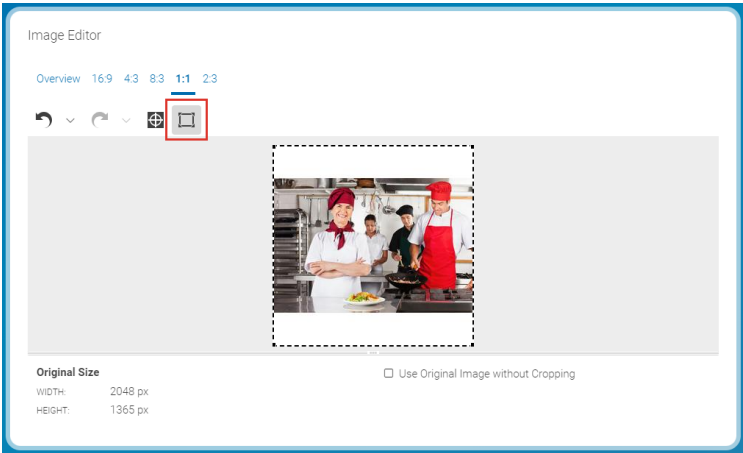 Image Editor
Overview 16:9 4:3 8:3 1:1 2:3
Original Size
Use Original Image without Cropping
WIDTH: 2048 px
HEIGHT: 1365 px